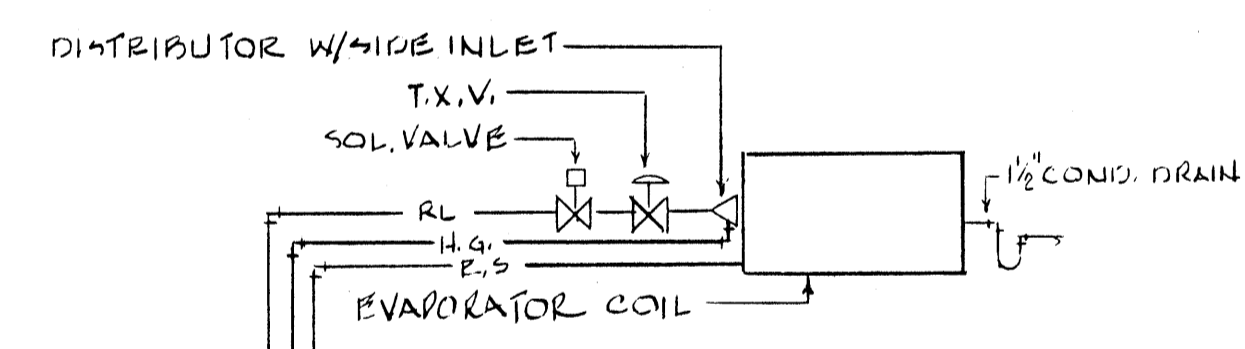 DISTRIBUTOR W/SIDE INLET
T.X.V.
SOL. VALVE
1½" COND. DRAIN
RL
H.G.
R.S
EVAPORATOR COIL